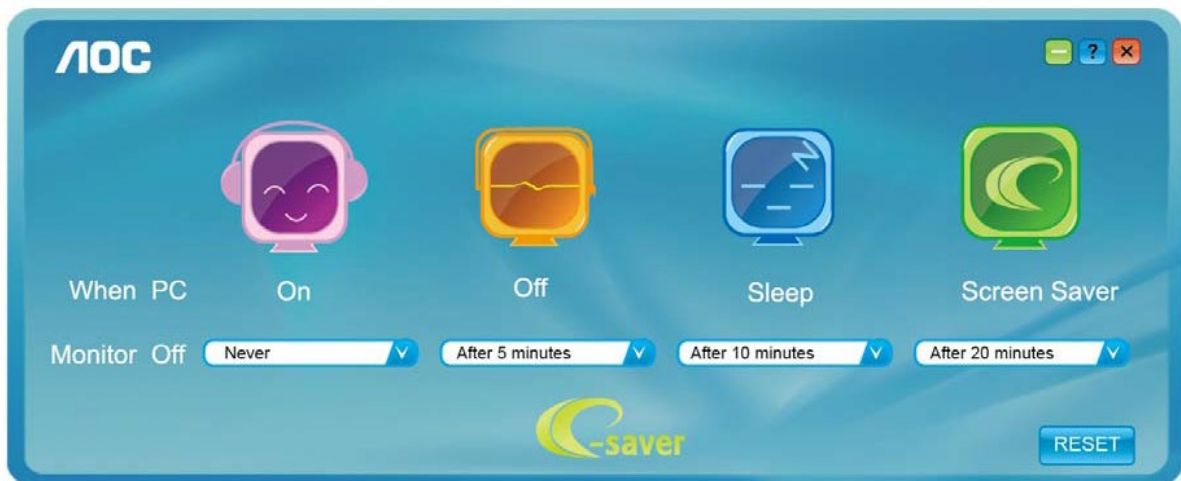 AOC
?
When PC On Off Sleep Screen Saver
Monitor Off Never After 5 minutes After 10 minutes After 20 minutes
e-saver
RESET